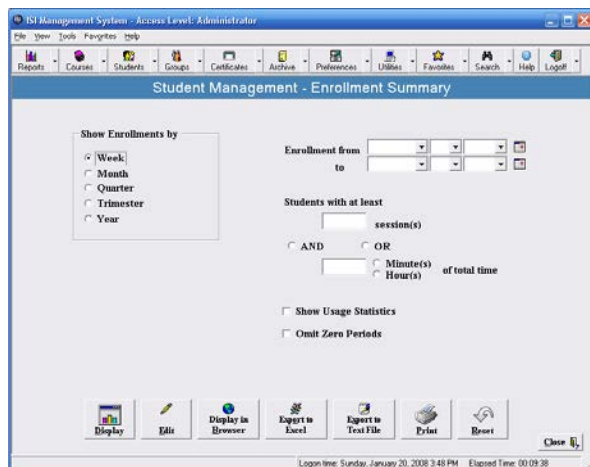 ISI Management System - Access Level: Administrator
File View Tools Favorites Help
Reports Courses Students Groups Certificates Archive Preferences Utilities Favorites Search Help Logoff
Student Management - Enrollment Summary
Show Enrollments by
Week
Month
Quarter
Trimester
Year
Enrollment from
to
Students with at least
session(s)
AND OR
Minute(s)
Hour(s)
of total time
Show Usage Statistics
Omit Zero Periods
Display
Edit
Display in
Browser
Export to
Excel
Export to
Text File
Print
Reset
Close
Logon time: Sunday, January 20, 2008 3:48 PM Elapsed Time: 00:09:38